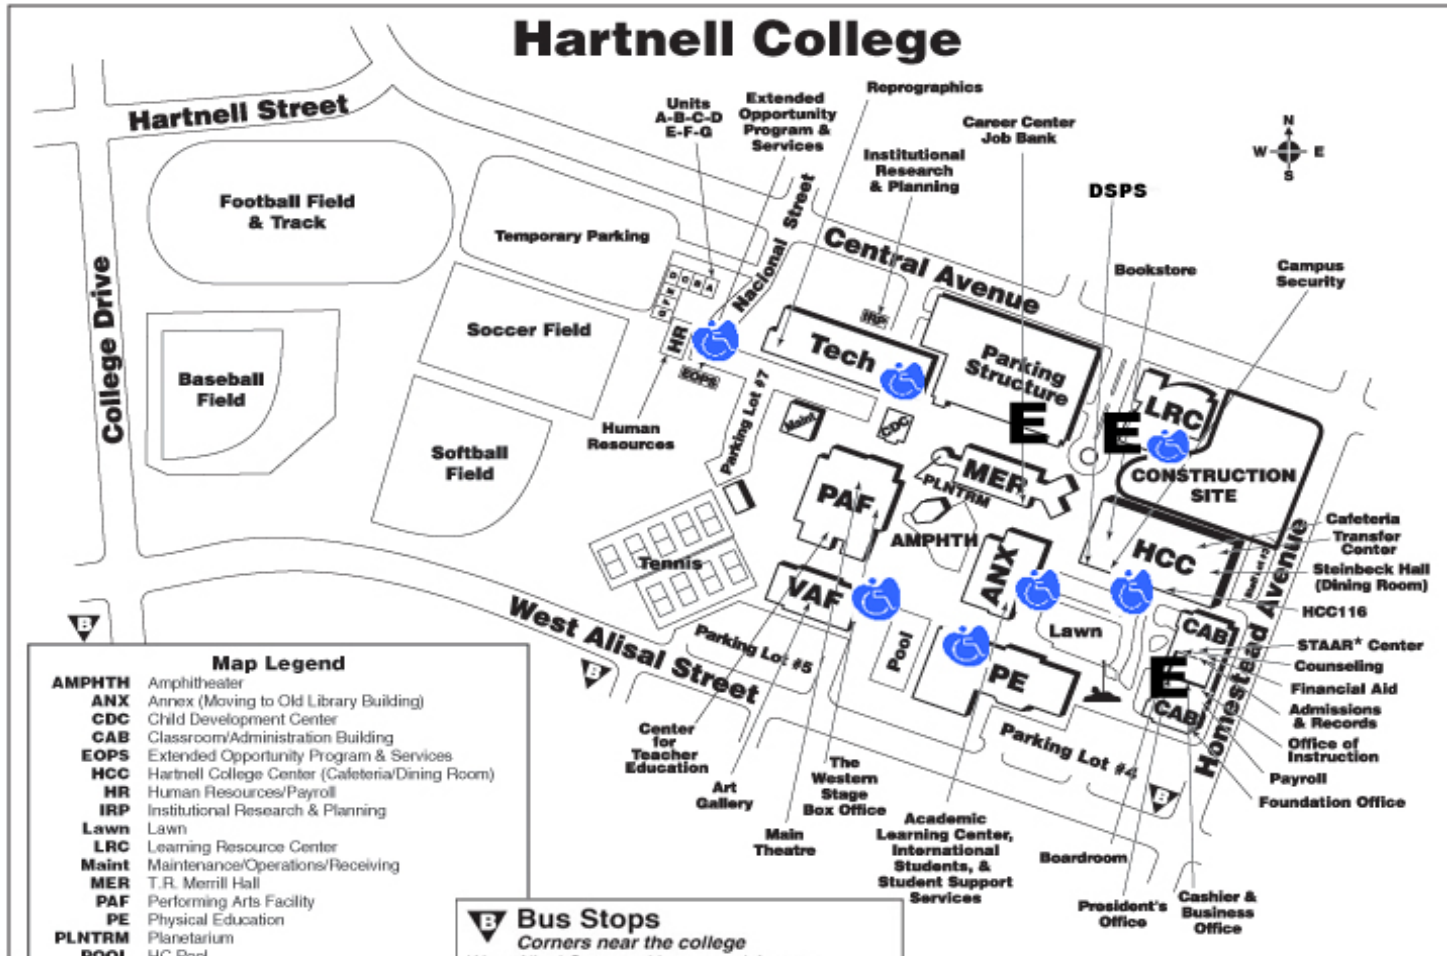 Hartnell College
Hartnell Street
Units
A-B-C-D
E-F-G
Extended
Opportunity
Program &
Services
Reprographics
Institutional
Research
& Planning
Career Center
Job Bank
N
W E
S
DSPS
Bookstore
Campus
Security
Football Field
& Track
Temporary Parking
Nacional Street
Central Avenue
D C B A
E
F
G
HR
EOPS
Soccer Field
College Drive
Baseball
Field
Softball
Field
Human
Resources
Parking Lot #7
Tech
IRP
Parking
Structure
E
E
LRC
CONSTRUCTION
SITE
Maint
CDC
MER
PLNTRM
PAF
AMPHTH
ANX
HCC
Cafeteria
Transfer
Center
Steinbeck Hall
(Dining Room)
HCC116
Homestead Avenue
Tennis
VAF
West Alisal Street
Parking Lot #5
Pool
PE
Lawn
CAB
E
CAB
STAAR* Center
Counseling
Financial Aid
Admissions
& Records
Office of
Instruction
Payroll
Foundation Office
Parking Lot #4
B
B
B
Center
for
Teacher
Education
Art
Gallery
Main
Theatre
The
Western
Stage
Box Office
Academic
Learning Center,
International
Students, &
Student Support
Services
Boardroom
President's
Office
Cashier &
Business
Office
Map Legend
AMPHTH Amphitheater
ANX Annex (Moving to Old Library Building)
CDC Child Development Center
CAB Classroom/Administration Building
EOPS Extended Opportunity Program & Services
HCC Hartnell College Center (Cafeteria/Dining Room)
HR Human Resources/Payroll
IRP Institutional Research & Planning
Lawn Lawn
LRC Learning Resource Center
Maint Maintenance/Operations/Receiving
MER T.R. Merrill Hall
PAF Performing Arts Facility
PE Physical Education
PLNTRM Planetarium
POOL HC Pool
B Bus Stops
Corners near the college